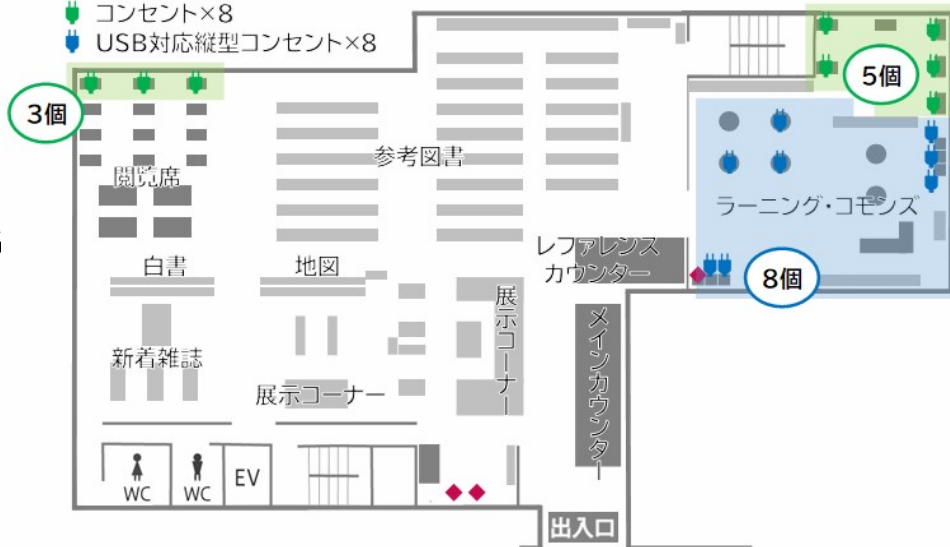 コンセント×8
USB対応縦型コンセント×8
3個
5個
閲覧席
参考図書
ラーニング・コモンズ
レファレンス
カウンター
8個
白書
地図
展示コーナー
メインカウンター
新着雑誌
展示コーナー
WC
WC
EV
出入口